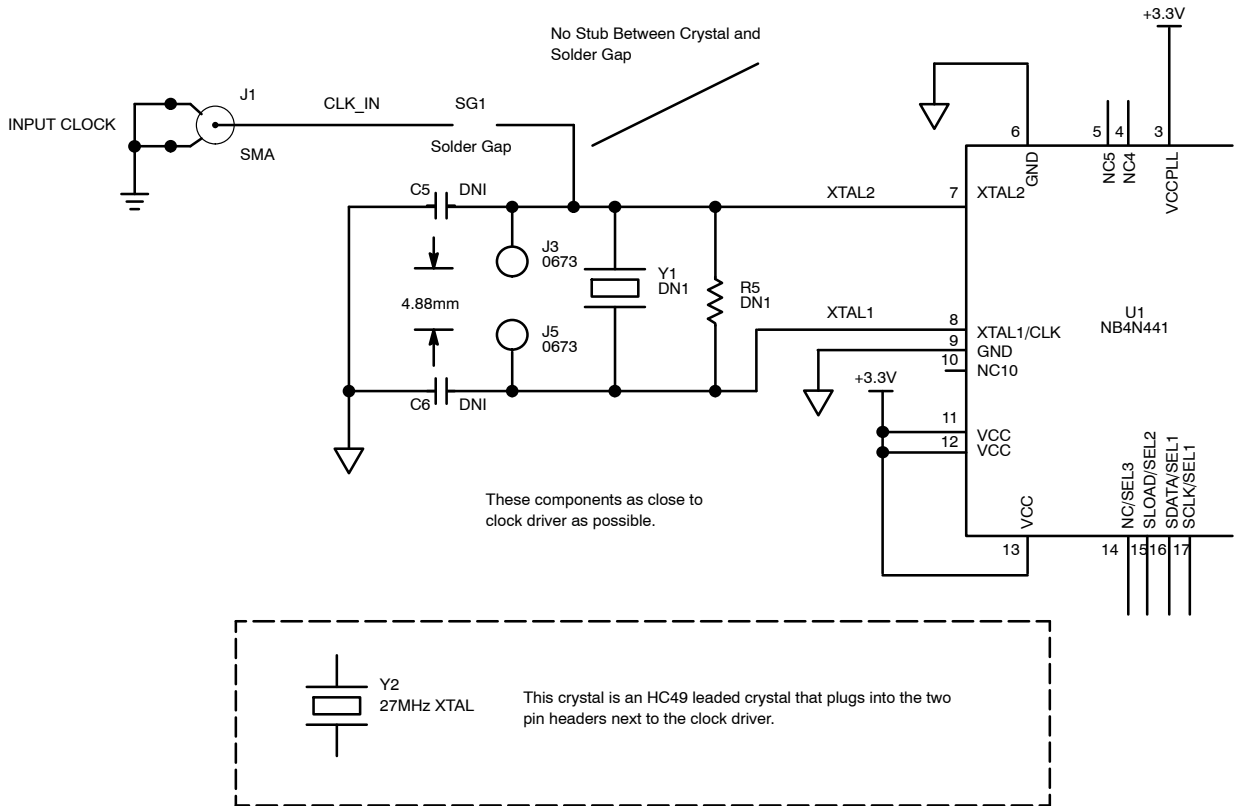 No Stub Between Crystal and
Solder Gap
+3.3V
J1
CLK_IN
SG1
INPUT CLOCK
SMA
Solder Gap
6
5
4
3
GND
NC5
NC4
VCCPLL
C5
DNI
XTAL2
7
XTAL2
J3
0673
Y1
DN1
R5
DN1
4.88mm
XTAL1
8
XTAL1/CLK
U1
NB4N441
J5
0673
9
GND
10
NC10
+3.3V
C6
DNI
11
VCC
12
VCC
These components as close to
clock driver as possible.
VCC
NC/SEL3
SLOAD/SEL2
SDATA/SEL1
SCLK/SEL1
13
14
15
16
17
Y2
27MHz XTAL
This crystal is an HC49 leaded crystal that plugs into the two
pin headers next to the clock driver.